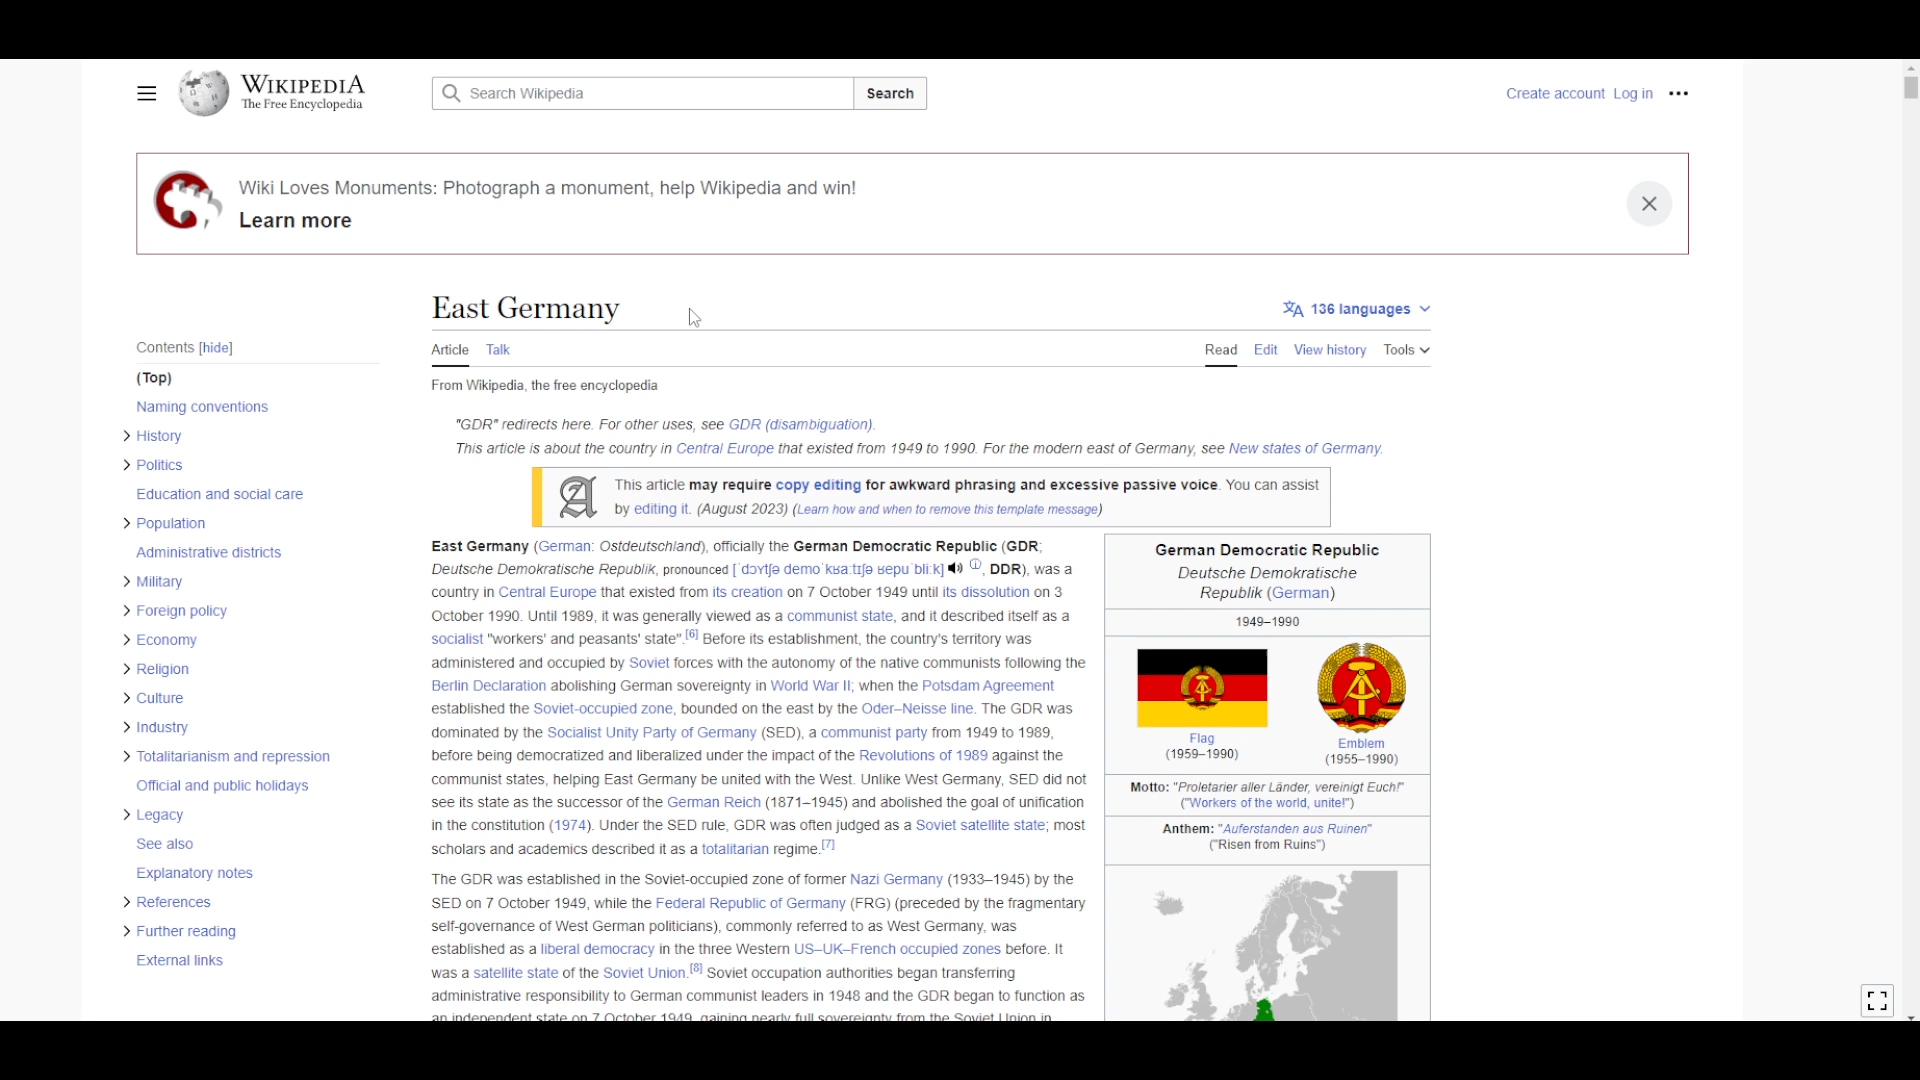 WIKIPEDIA
The Free Encyclopedia
Search Wikipedia
Search
Create account Log in
Wiki Loves Monuments: Photograph a monument, help Wikipedia and win!
Learn more
East Germany
136 languages
Contents [hide]
(Top)
Naming conventions
History
Politics
Education and social care
Population
Administrative districts
Military
Foreign policy
Economy
Religion
Culture
Industry
Totalitarianism and repression
Official and public holidays
Legacy
See also
Explanatory notes
References
Further reading
External links
Article Talk
Read Edit View history Tools
From Wikipedia, the free encyclopedia
"GDR" redirects here. For other uses, see GDR (disambiguation).
This article is about the country in Central Europe that existed from 1949 to 1990. For the modern east of Germany, see New states of Germany.
This article may require copy editing for awkward phrasing and excessive passive voice. You can assist
by editing it. (August 2023) (Learn how and when to remove this template message)
East Germany (German: Ostdeutschland), officially the German Democratic Republic (GDR;
Deutsche Demokratische Republik, pronounced [ˈdɔʏtʃə demoˈkʁaːtɪʃə ʁepuˈbliːk] ⓘ, DDR), was a
country in Central Europe that existed from its creation on 7 October 1949 until its dissolution on 3
October 1990. Until 1989, it was generally viewed as a communist state, and it described itself as a
socialist "workers' and peasants' state".[6] Before its establishment, the country's territory was
administered and occupied by Soviet forces with the autonomy of the native communists following the
Berlin Declaration abolishing German sovereignty in World War II; when the Potsdam Agreement
established the Soviet-occupied zone, bounded on the east by the Oder–Neisse line. The GDR was
dominated by the Socialist Unity Party of Germany (SED), a communist party from 1949 to 1989,
before being democratized and liberalized under the impact of the Revolutions of 1989 against the
communist states, helping East Germany be united with the West. Unlike West Germany, SED did not
see its state as the successor of the German Reich (1871–1945) and abolished the goal of unification
in the constitution (1974). Under the SED rule, GDR was often judged as a Soviet satellite state; most
scholars and academics described it as a totalitarian regime.[7]
The GDR was established in the Soviet-occupied zone of former Nazi Germany (1933–1945) by the
SED on 7 October 1949, while the Federal Republic of Germany (FRG) (preceded by the fragmentary
self-governance of West German politicians), commonly referred to as West Germany, was
established as a liberal democracy in the three Western US–UK–French occupied zones before. It
was a satellite state of the Soviet Union.[8] Soviet occupation authorities began transferring
administrative responsibility to German communist leaders in 1948 and the GDR began to function as
an independent state on 7 October 1949, gaining nearly full sovereignty from the Soviet Union in
German Democratic Republic
Deutsche Demokratische
Republik (German)
1949–1990
Flag
(1959–1990)
Emblem
(1955–1990)
Motto: "Proletarier aller Länder, vereinigt Euch!"
("Workers of the world, unite!")
Anthem: "Auferstanden aus Ruinen"
("Risen from Ruins")